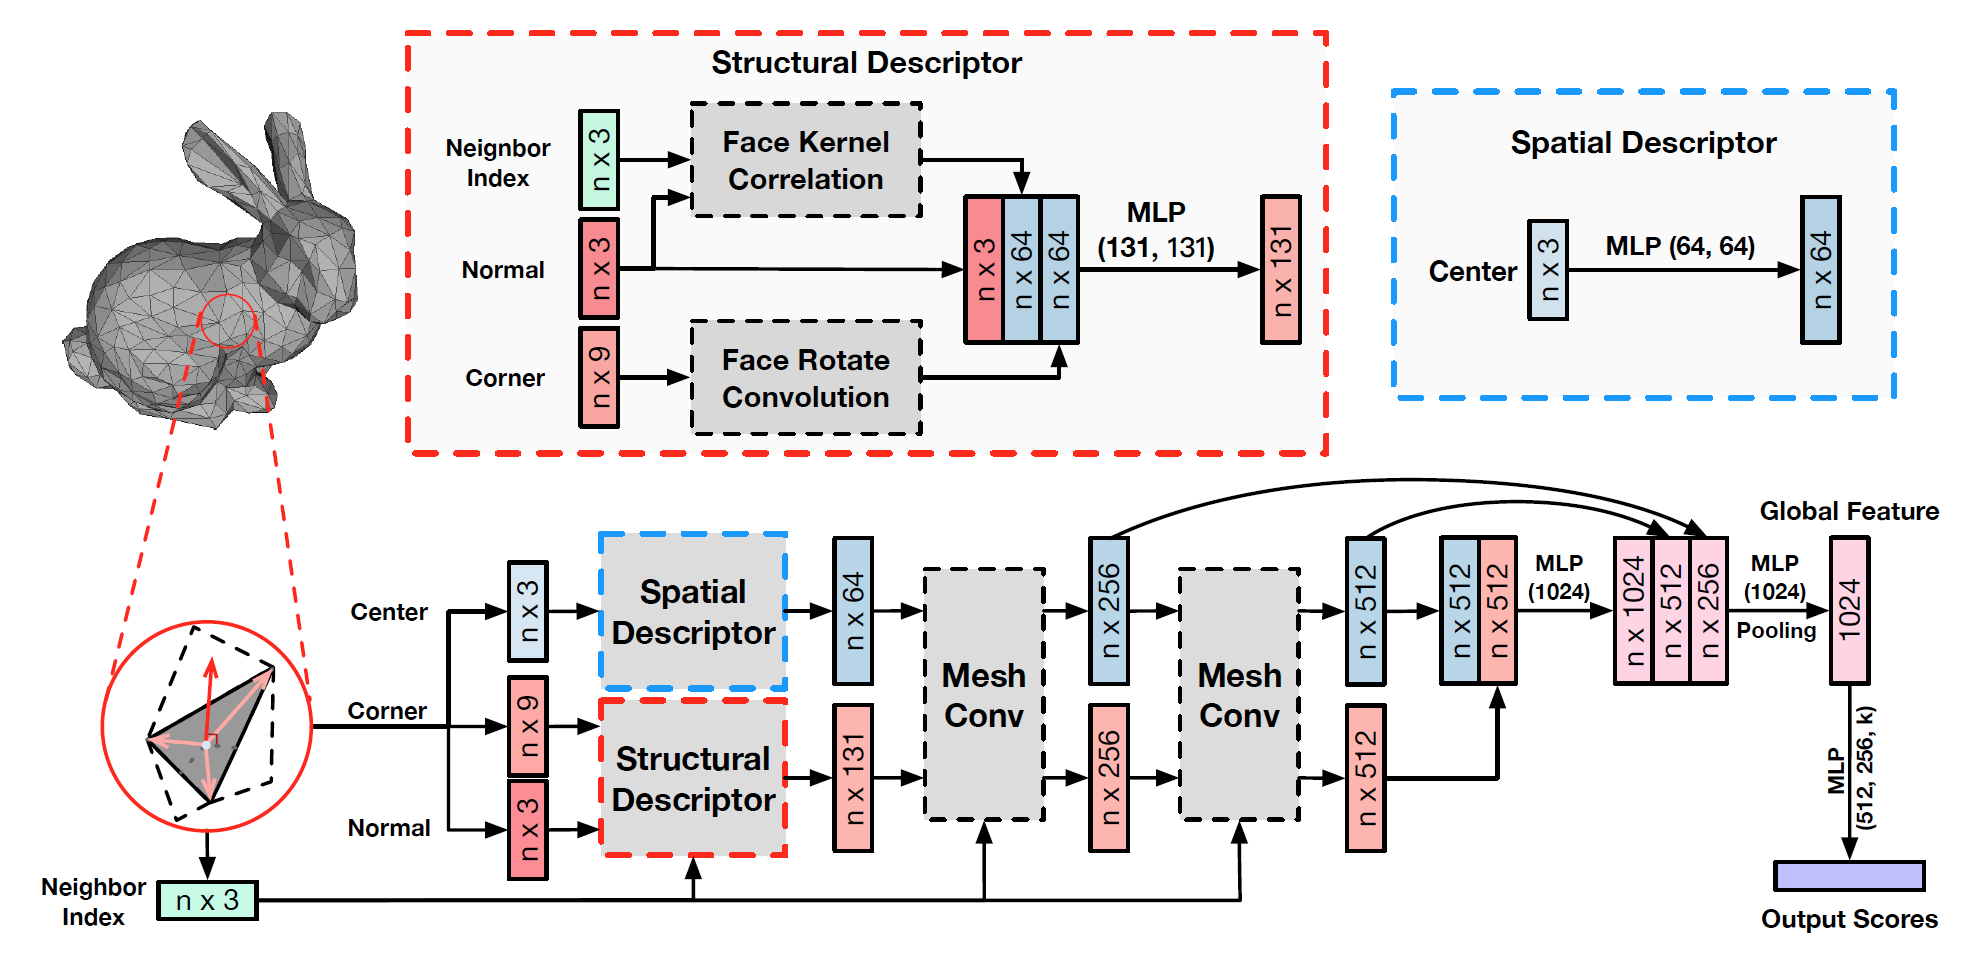 Structural Descriptor
Neignbor
Index
n x 3
Face Kernel
Correlation
Normal
n x 3
n x 3
n x 64
n x 64
MLP
(131, 131)
n x 131
Corner
n x 9
Face Rotate
Convolution
Spatial Descriptor
Center
n x 3
MLP (64, 64)
n x 64
Center
n x 3
Spatial
Descriptor
n x 64
Corner
n x 9
Normal
n x 3
Structural
Descriptor
n x 131
Neighbor
Index
n x 3
Mesh
Conv
n x 256
n x 256
Mesh
Conv
n x 512
n x 512
n x 512
n x 512
MLP
(1024)
n x 1024
n x 512
n x 256
MLP
(1024)
Pooling
Global Feature
1024
MLP
(512, 256, k)
Output Scores